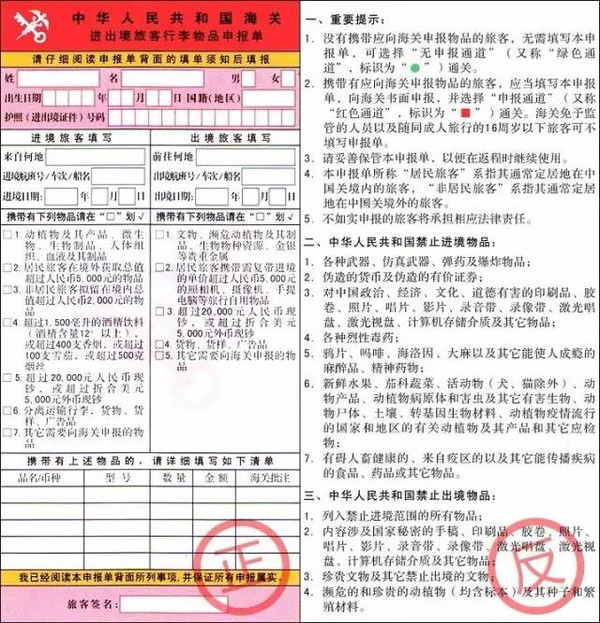 中华人民共和国海关
进出境旅客行李物品申报单
请仔细阅读申报单背面的填单须知后填报
姓 名 男 女
出生日期 年 月 日 国籍(地区)
护照(进出境证件)号码
进境旅客填写
来自何地
进境航班号/车次/船名
进境日期: 年 月 日
携带有下列物品请在“□”划√
1. 动植物及其产品、微生
物、生物制品、人体组
织、血液及其制品
2. 居民旅客在境外获取总值
超过人民币5,000元的物品
3. 非居民旅客拟留在境内总
值超过人民币2,000元的物
品
4. 超过1,500毫升的酒精饮料
(酒精含量12°以上),
或超过400支香烟,或超过
100支雪茄,或超过500克
烟丝
5. 超过20,000元人民币现
钞,或超过折合美元
5,000元外币现钞
6. 分离运输行李,货物、货
样、广告品
7. 其它需要向海关申报的物
品
出境旅客填写
前往何地
出境航班号/车次/船名
出境日期: 年 月 日
携带有下列物品请在“□”划√
1. 文物、濒危动植物及其制
品、生物物种资源、金银
等贵重金属
2. 居民旅客携带需复带进境
的单价超过人民币5,000元
的照相机、摄像机、手提
电脑等旅行自用物品
3. 超过20,000元人民币现
钞,或超过折合美元
5,000元外币现钞
4. 货物、货样、广告品
5. 其它需要向海关申报的物
品
携带有上述物品的,请详细填写如下清单
品名/币种 型号 数量 金额 海关批注
我已经阅读本申报单背面所列事项,并保证所有申报属实。
旅客签名:
正
一、重要提示:
1. 没有携带应向海关申报物品的旅客,无需填写本申
报单,可选择“无申报通道”(又称“绿色通
道”,标识为“●”)通关。
2. 携带有应向海关申报物品的旅客,应当填写本申报
单,向海关书面申报,并选择“申报通道”(又称
“红色通道”,标识为“■”)通关。海关免予监
管的人员以及随同成人旅行的16周岁以下旅客可不
填写申报单。
3. 请妥善保管本申报单,以便在返程时继续使用。
4. 本申报单所称“居民旅客”系指其通常定居地在中
国关境内的旅客,“非居民旅客”系指其通常定居
地在中国关境外的旅客。
5. 不如实申报的旅客将承担相应法律责任。
二、中华人民共和国禁止进境物品:
1. 各种武器、仿真武器、弹药及爆炸物品;
2. 伪造的货币及伪造的有价证券;
3. 对中国政治、经济、文化、道德有害的印刷品、胶
卷、照片、唱片、影片、录音带、录像带、激光唱
盘、激光视盘、计算机存储介质及其它物品;
4. 各种烈性毒药;
5. 鸦片、吗啡、海洛因、大麻以及其它能使人成瘾的
麻醉品、精神药物;
6. 新鲜水果、茄科蔬菜、活动物(犬、猫除外)、动
物产品、动植物病原体和害虫及其它有害生物、动
物尸体、土壤、转基因生物材料、动植物疫情流行
的国家和地区的有关动植物及其产品和其它应检
物;
7. 有碍人畜健康的、来自疫区的以及其它能传播疾病
的食品、药品或其它物品。
三、中华人民共和国禁止出境物品:
1. 列入禁止进境范围的所有物品;
2. 内容涉及国家秘密的手稿、印刷品、胶卷、照片、
唱片、影片、录音带、录像带、激光唱盘、激光视
盘、计算机存储介质及其它物品;
3. 珍贵文物及其它禁止出境的文物;
4. 濒危的和珍贵的动植物(均含标本)及其种子和繁
殖材料。
反